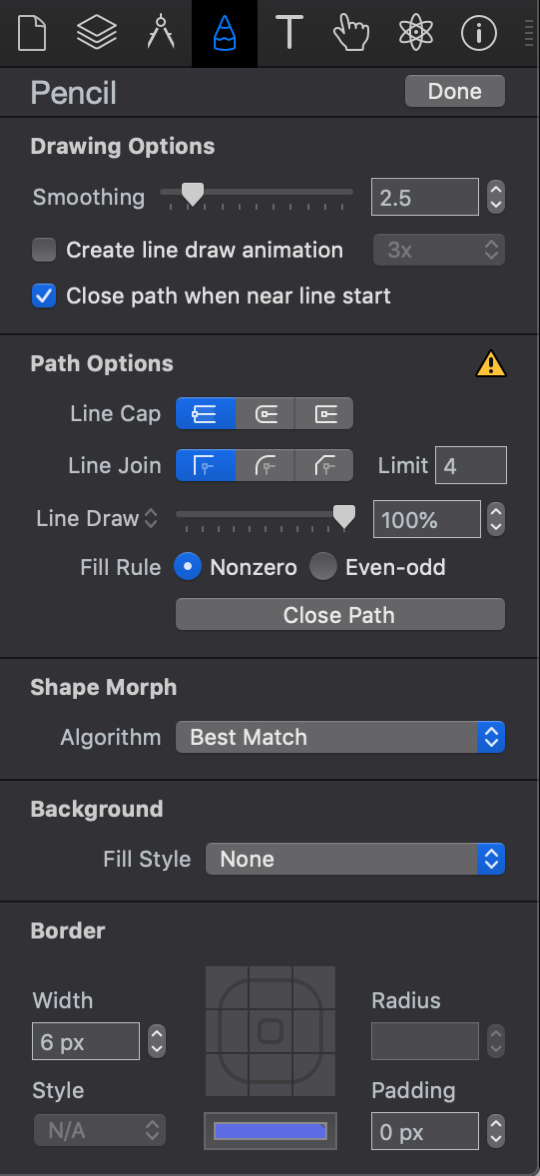 T
Pencil Done
Drawing Options
Smoothing 2.5
Create line draw animation 3x
Close path when near line start
Path Options
Line Cap
Line Join Limit 4
Line Draw 100%
Fill Rule Nonzero Even-odd
Close Path
Shape Morph
Algorithm Best Match
Background
Fill Style None
Border
Width Radius
6 px
Style Padding
N/A 0 px